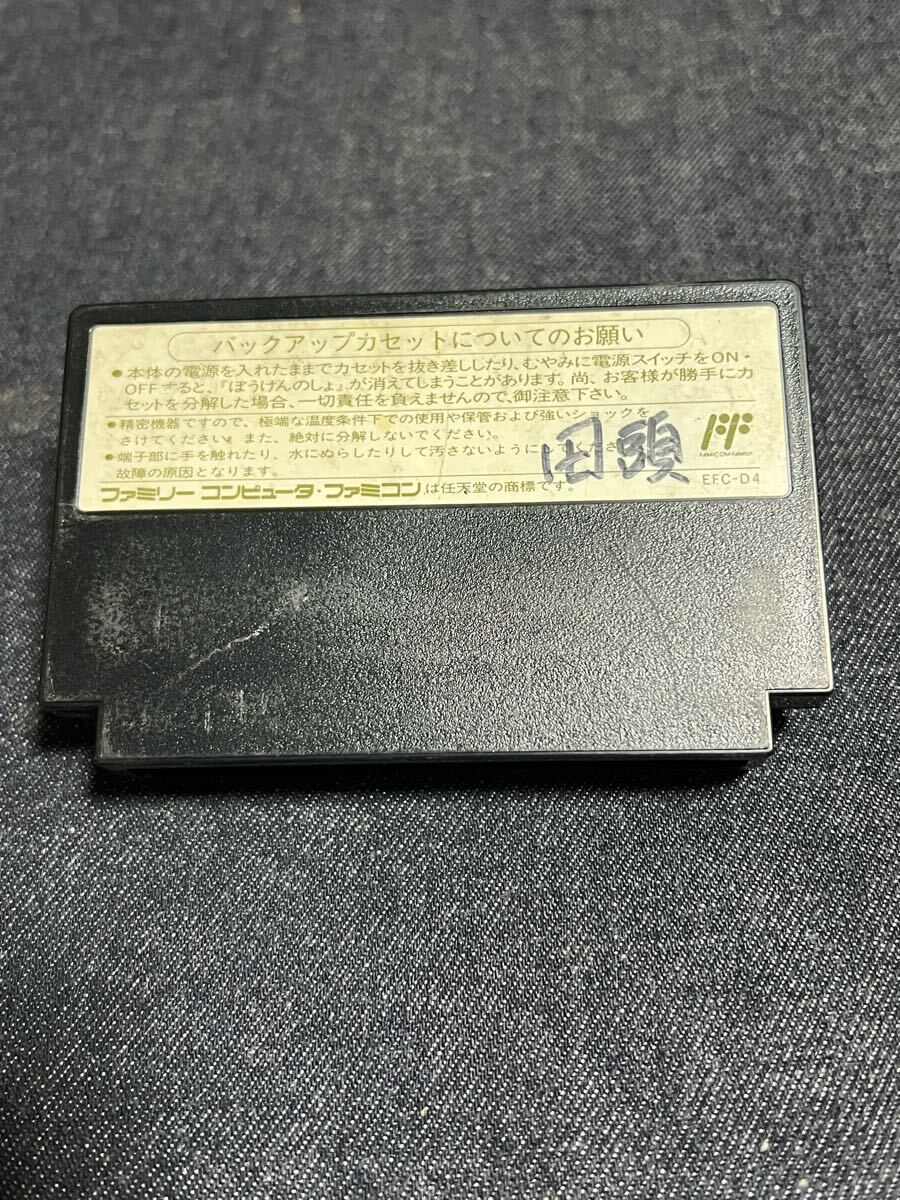 バックアップカセットについてのお願い
●本体の電源を入れたままでカセットを抜き差ししたり、むやみに電源スイッチをON・
OFFすると、『ぼうけんのしょ』が消えてしまうことがあります。尚、お客様が勝手にカ
セットを分解した場合、一切責任を負えませんので、御注意下さい。
●精密機器ですので、極端な温度条件下での使用や保管および強いショックを
さけてください。また、絶対に分解しないでください。
●端子部に手を触れたり、水にぬらしたりして汚さないように
故障の原因となります。
ファミリーコンピュータ・ファミコンは任天堂の商標です。
田頭
FF
FAMICOM FAMILY
EFC-D4